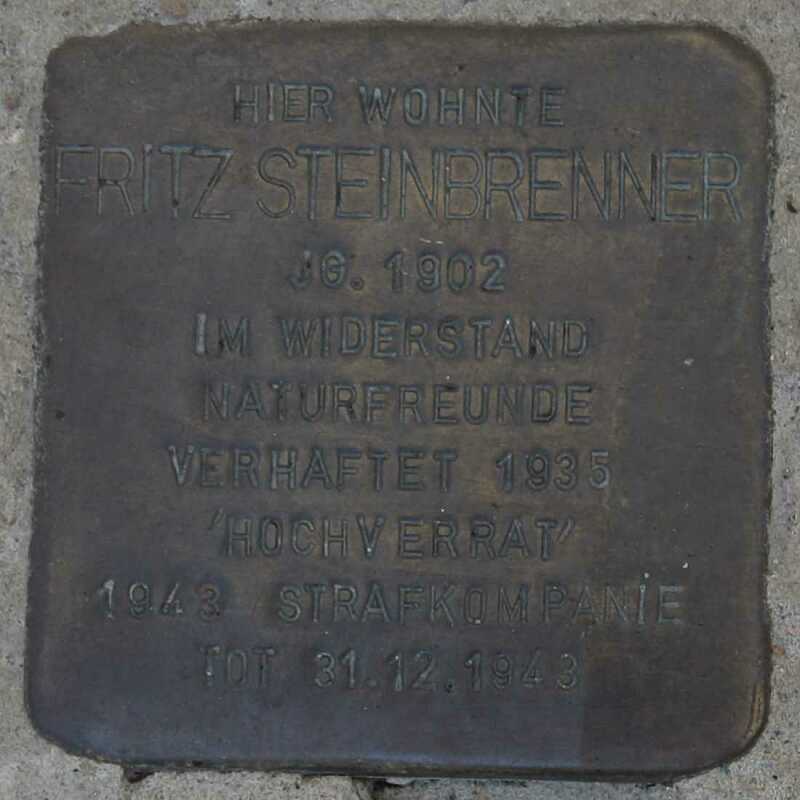 HIER WOHNTE
FRITZ STEINBRENNER
JG. 1902
IM WIDERSTAND
NATURFREUNDE
VERHAFTET 1935
'HOCHVERRAT'
1943 STRAFKOMPANIE
TOT 31.12.1943